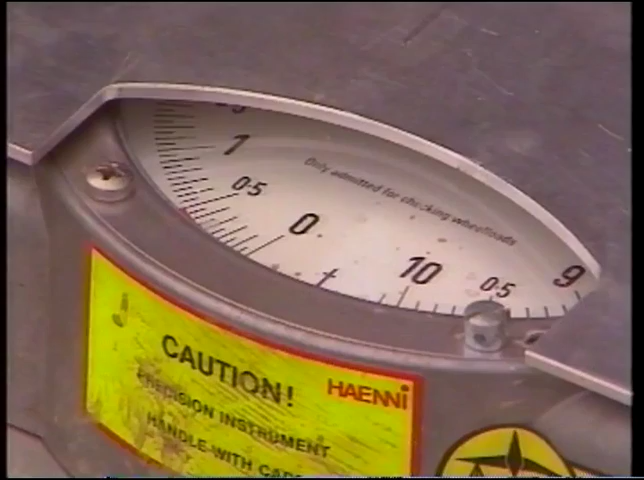 1
Only admitted for checking wheelloads
0·5
0
10
0·5
9
CAUTION!
HAENNI
PRECISION INSTRUMENT
HANDLE WITH CARE